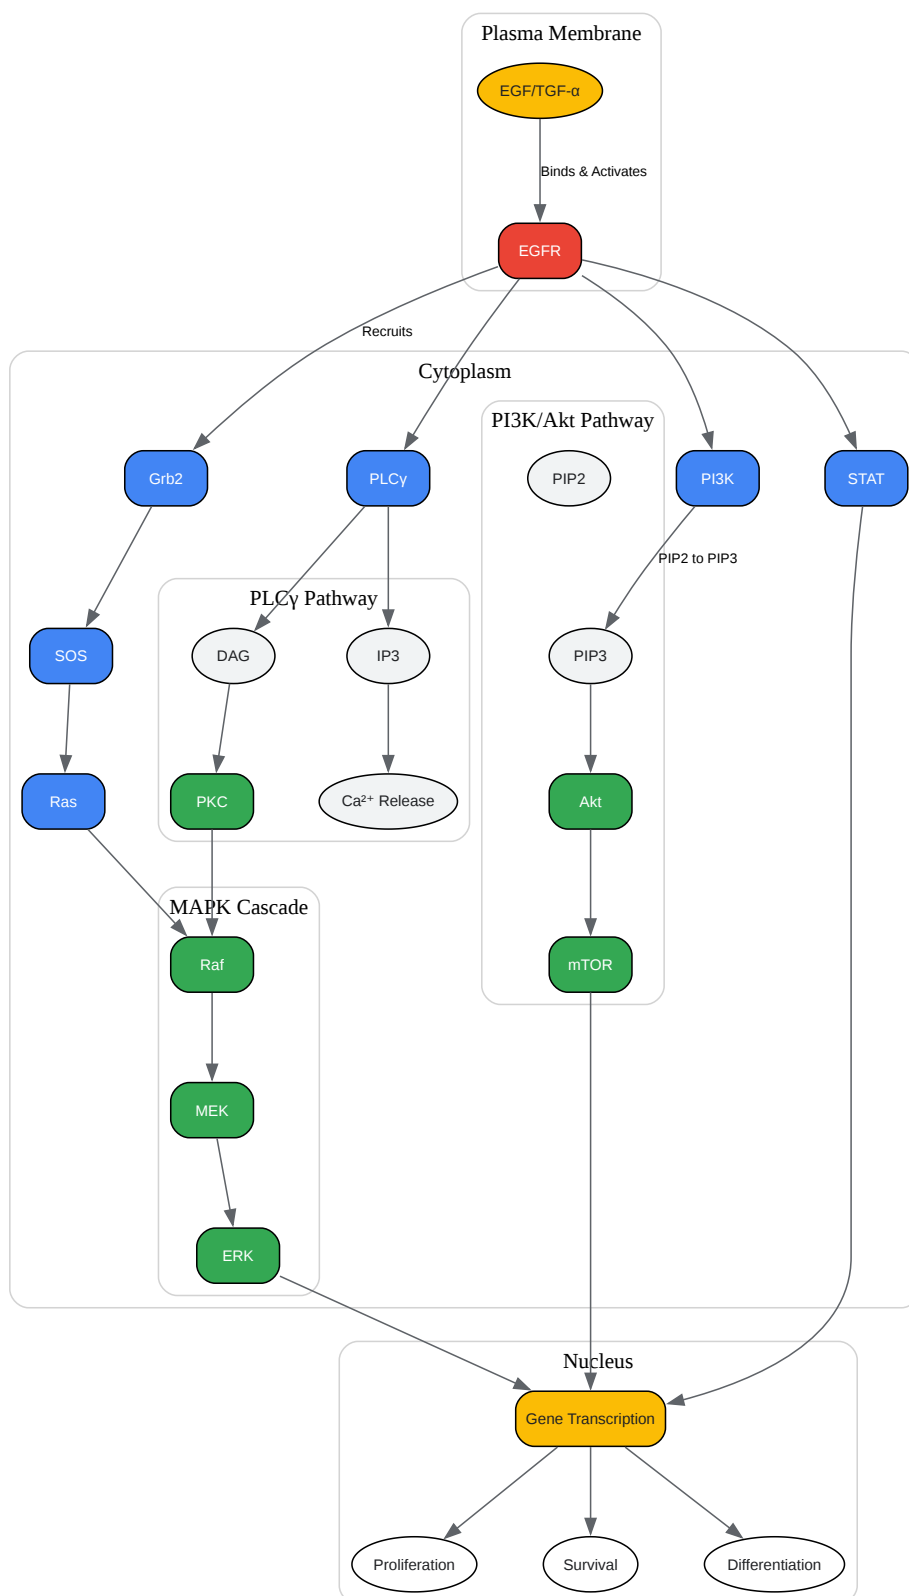 Plasma Membrane
EGF/TGF-α
Binds & Activates
EGFR
Recruits
Cytoplasm
PI3K/Akt Pathway
Grb2
PLCγ
PIP2
PI3K
STAT
PIP2 to PIP3
PLCγ Pathway
SOS
DAG
IP3
PIP3
Ras
PKC
Ca²⁺ Release
Akt
MAPK Cascade
Raf
mTOR
MEK
ERK
Nucleus
Gene Transcription
Proliferation
Survival
Differentiation